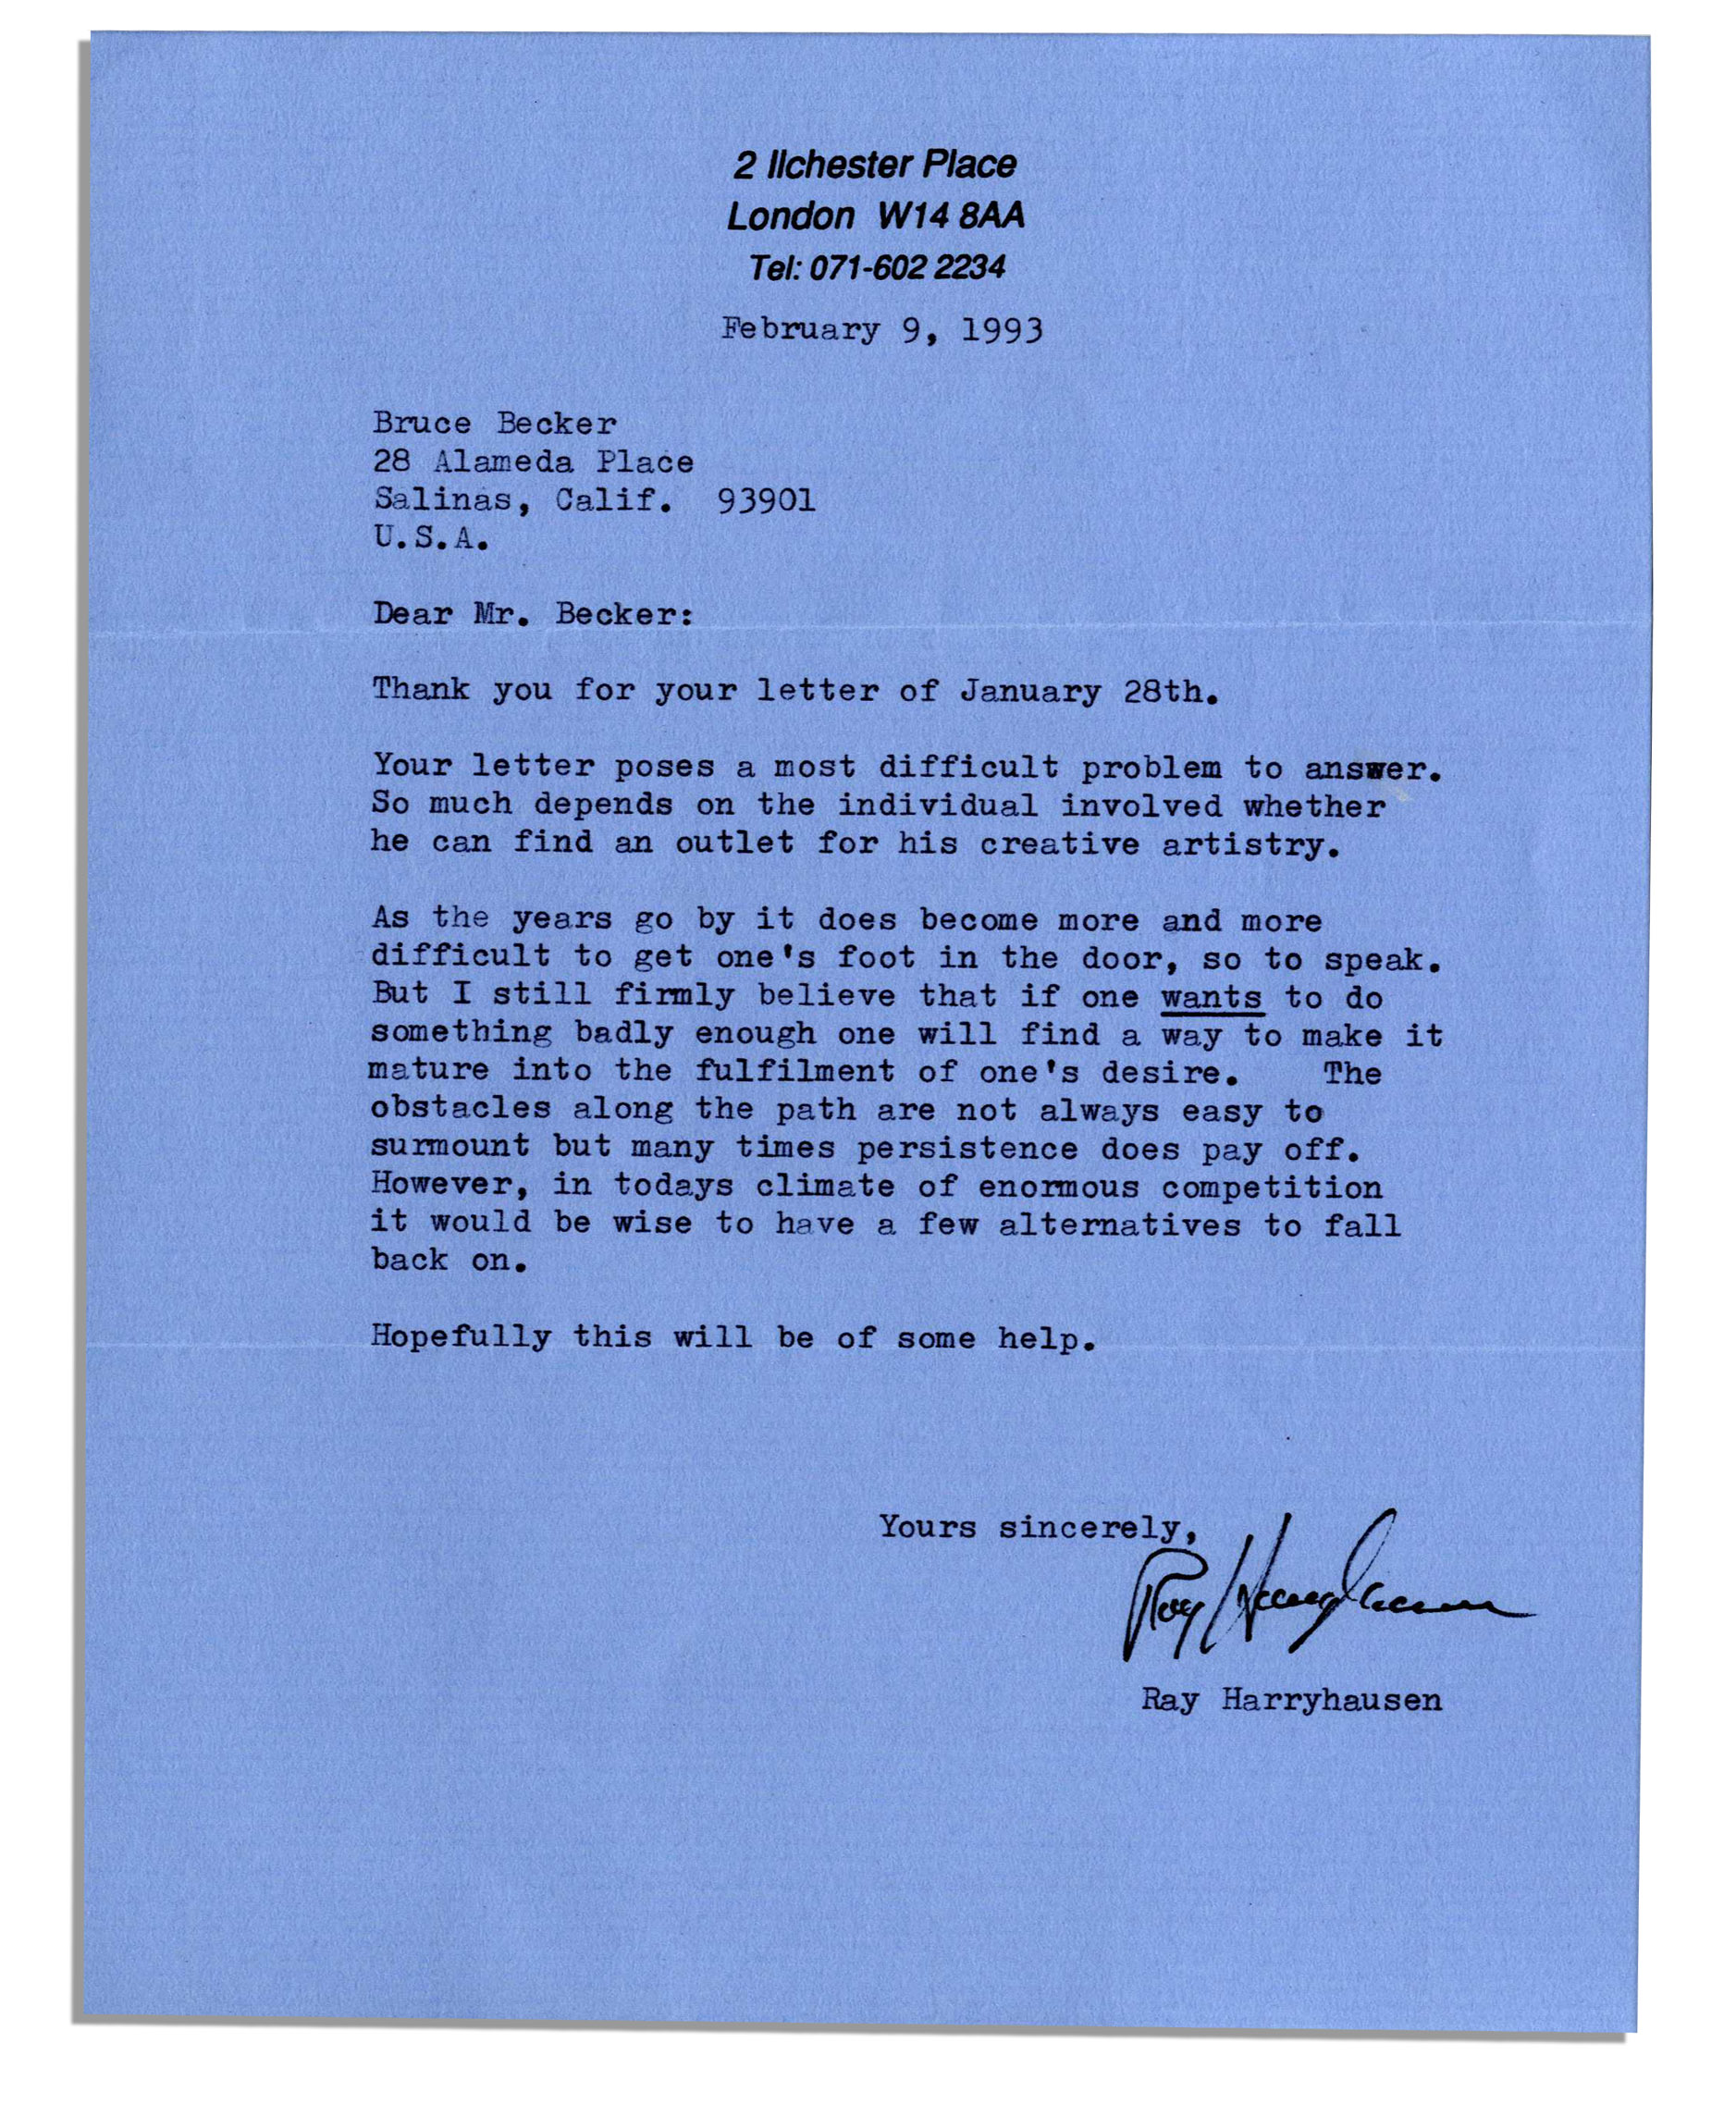 2 Ilchester Place
London W14 8AA
Tel: 071-602 2234
February 9, 1993
Bruce Becker
28 Alameda Place
Salinas, Calif. 93901
U.S.A.
Dear Mr. Becker:
Thank you for your letter of January 28th.
Your letter poses a most difficult problem to answer.
So much depends on the individual involved whether
he can find an outlet for his creative artistry.
As the years go by it does become more and more
difficult to get one's foot in the door, so to speak.
But I still firmly believe that if one wants to do
something badly enough one will find a way to make it
mature into the fulfilment of one's desire. The
obstacles along the path are not always easy to
surmount but many times persistence does pay off.
However, in todays climate of enormous competition
it would be wise to have a few alternatives to fall
back on.
Hopefully this will be of some help.
Yours sincerely,
Ray Harryhausen
Ray Harryhausen